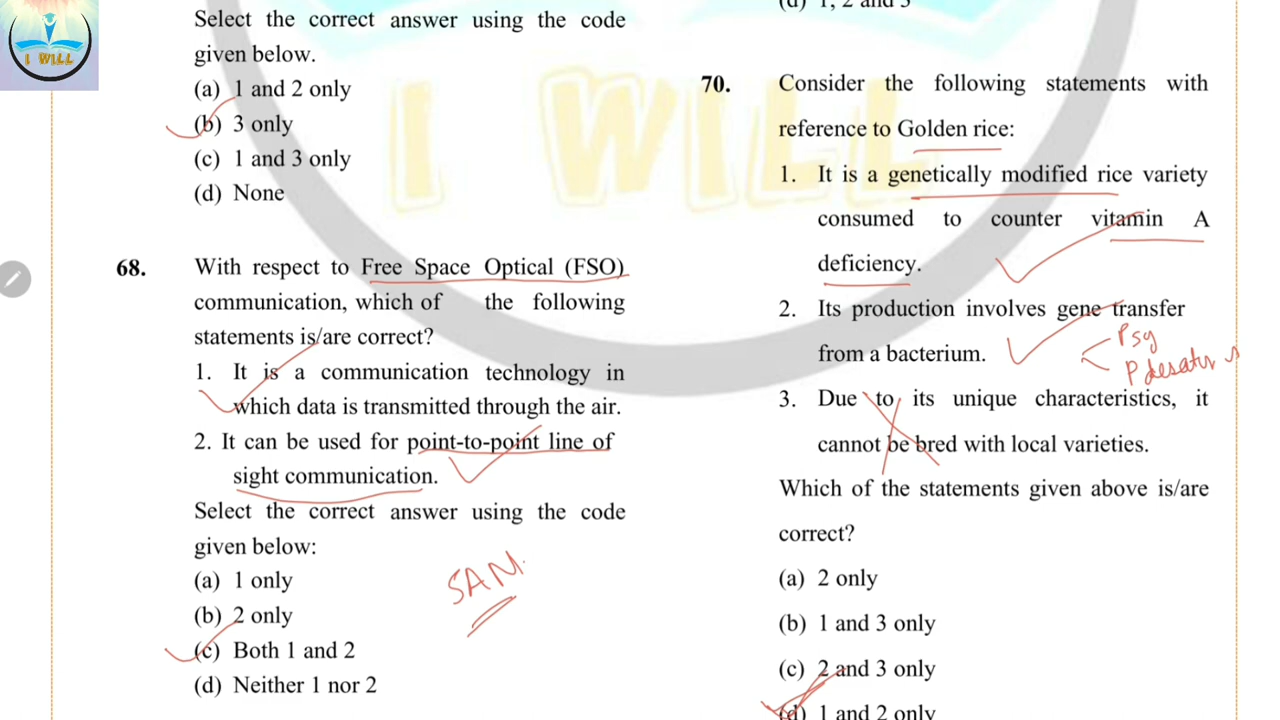 I WILL
Select the correct answer using the code
given below.
(a) 1 and 2 only
(b) 3 only
(c) 1 and 3 only
(d) None
68. With respect to Free Space Optical (FSO)
communication, which of the following
statements is/are correct?
1. It is a communication technology in
which data is transmitted through the air.
2. It can be used for point-to-point line of
sight communication.
Select the correct answer using the code
given below:
(a) 1 only
(b) 2 only
(c) Both 1 and 2
(d) Neither 1 nor 2
SAM
(d) 1, 2 and 3
70. Consider the following statements with
reference to Golden rice:
1. It is a genetically modified rice variety
consumed to counter vitamin A
deficiency.
2. Its production involves gene transfer
from a bacterium.
Psy
P desatur
3. Due to its unique characteristics, it
cannot be bred with local varieties.
Which of the statements given above is/are
correct?
(a) 2 only
(b) 1 and 3 only
(c) 2 and 3 only
(d) 1 and 2 only
I WILL